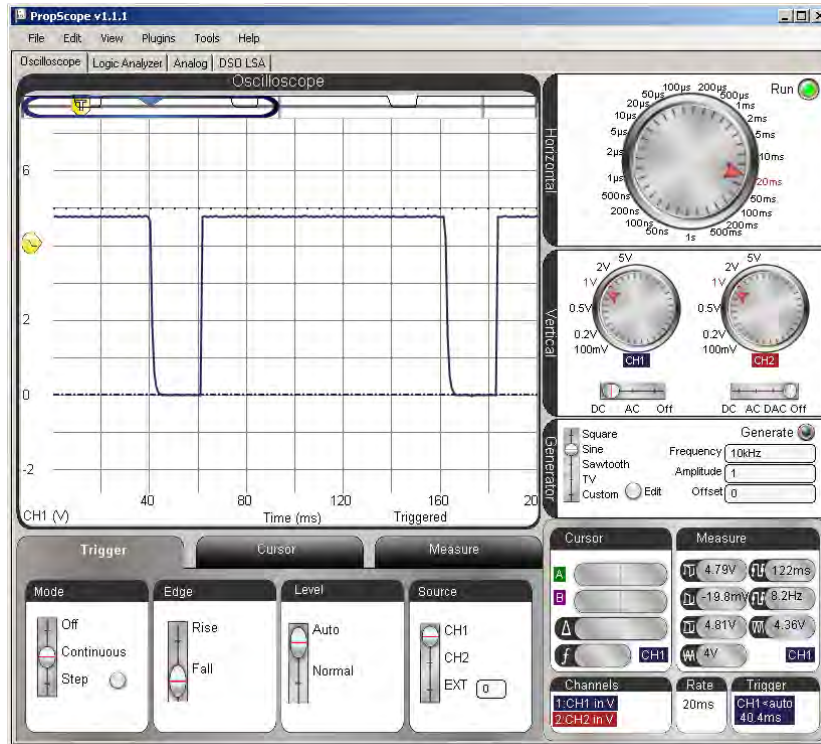 PropScope v1.1.1
File Edit View Plugins Tools Help
Oscilloscope Logic Analyzer Analog DSO LSA
Oscilloscope
T
6
2
0
-2
40 80 120 160 20
CH1 (V) Time (ms) Triggered
Horizontal
Run
100µs 200µs
50µs 500µs
20µs 1ms
10µs 2ms
5µs 5ms
2µs 10ms
1µs 20ms
500ns 50ms
200ns 100ms
100ns 200ms
50ns 1s 500ms
Vertical
5V
2V
1V
0.5V
0.2V
100mV
CH1
DC AC Off
5V
2V
1V
0.5V
0.2V
100mV
CH2
DC AC DAC Off
Generator
Square
Sine
Sawtooth
TV
Custom Edit
Generate
Frequency 10kHz
Amplitude 1
Offset 0
Trigger Cursor Measure
Mode
Off
Continuous
Step
Edge
Rise
Fall
Level
Auto
Normal
Source
CH1
CH2
EXT 0
Cursor
A
B
Δ
f CH1
Measure
4.79V 122ms
-19.8mV 8.2Hz
4.81V 4.36V
4V CH1
Channels
1:CH1 in V
2:CH2 in V
Rate
20ms
Trigger
CH1<auto
40.4ms